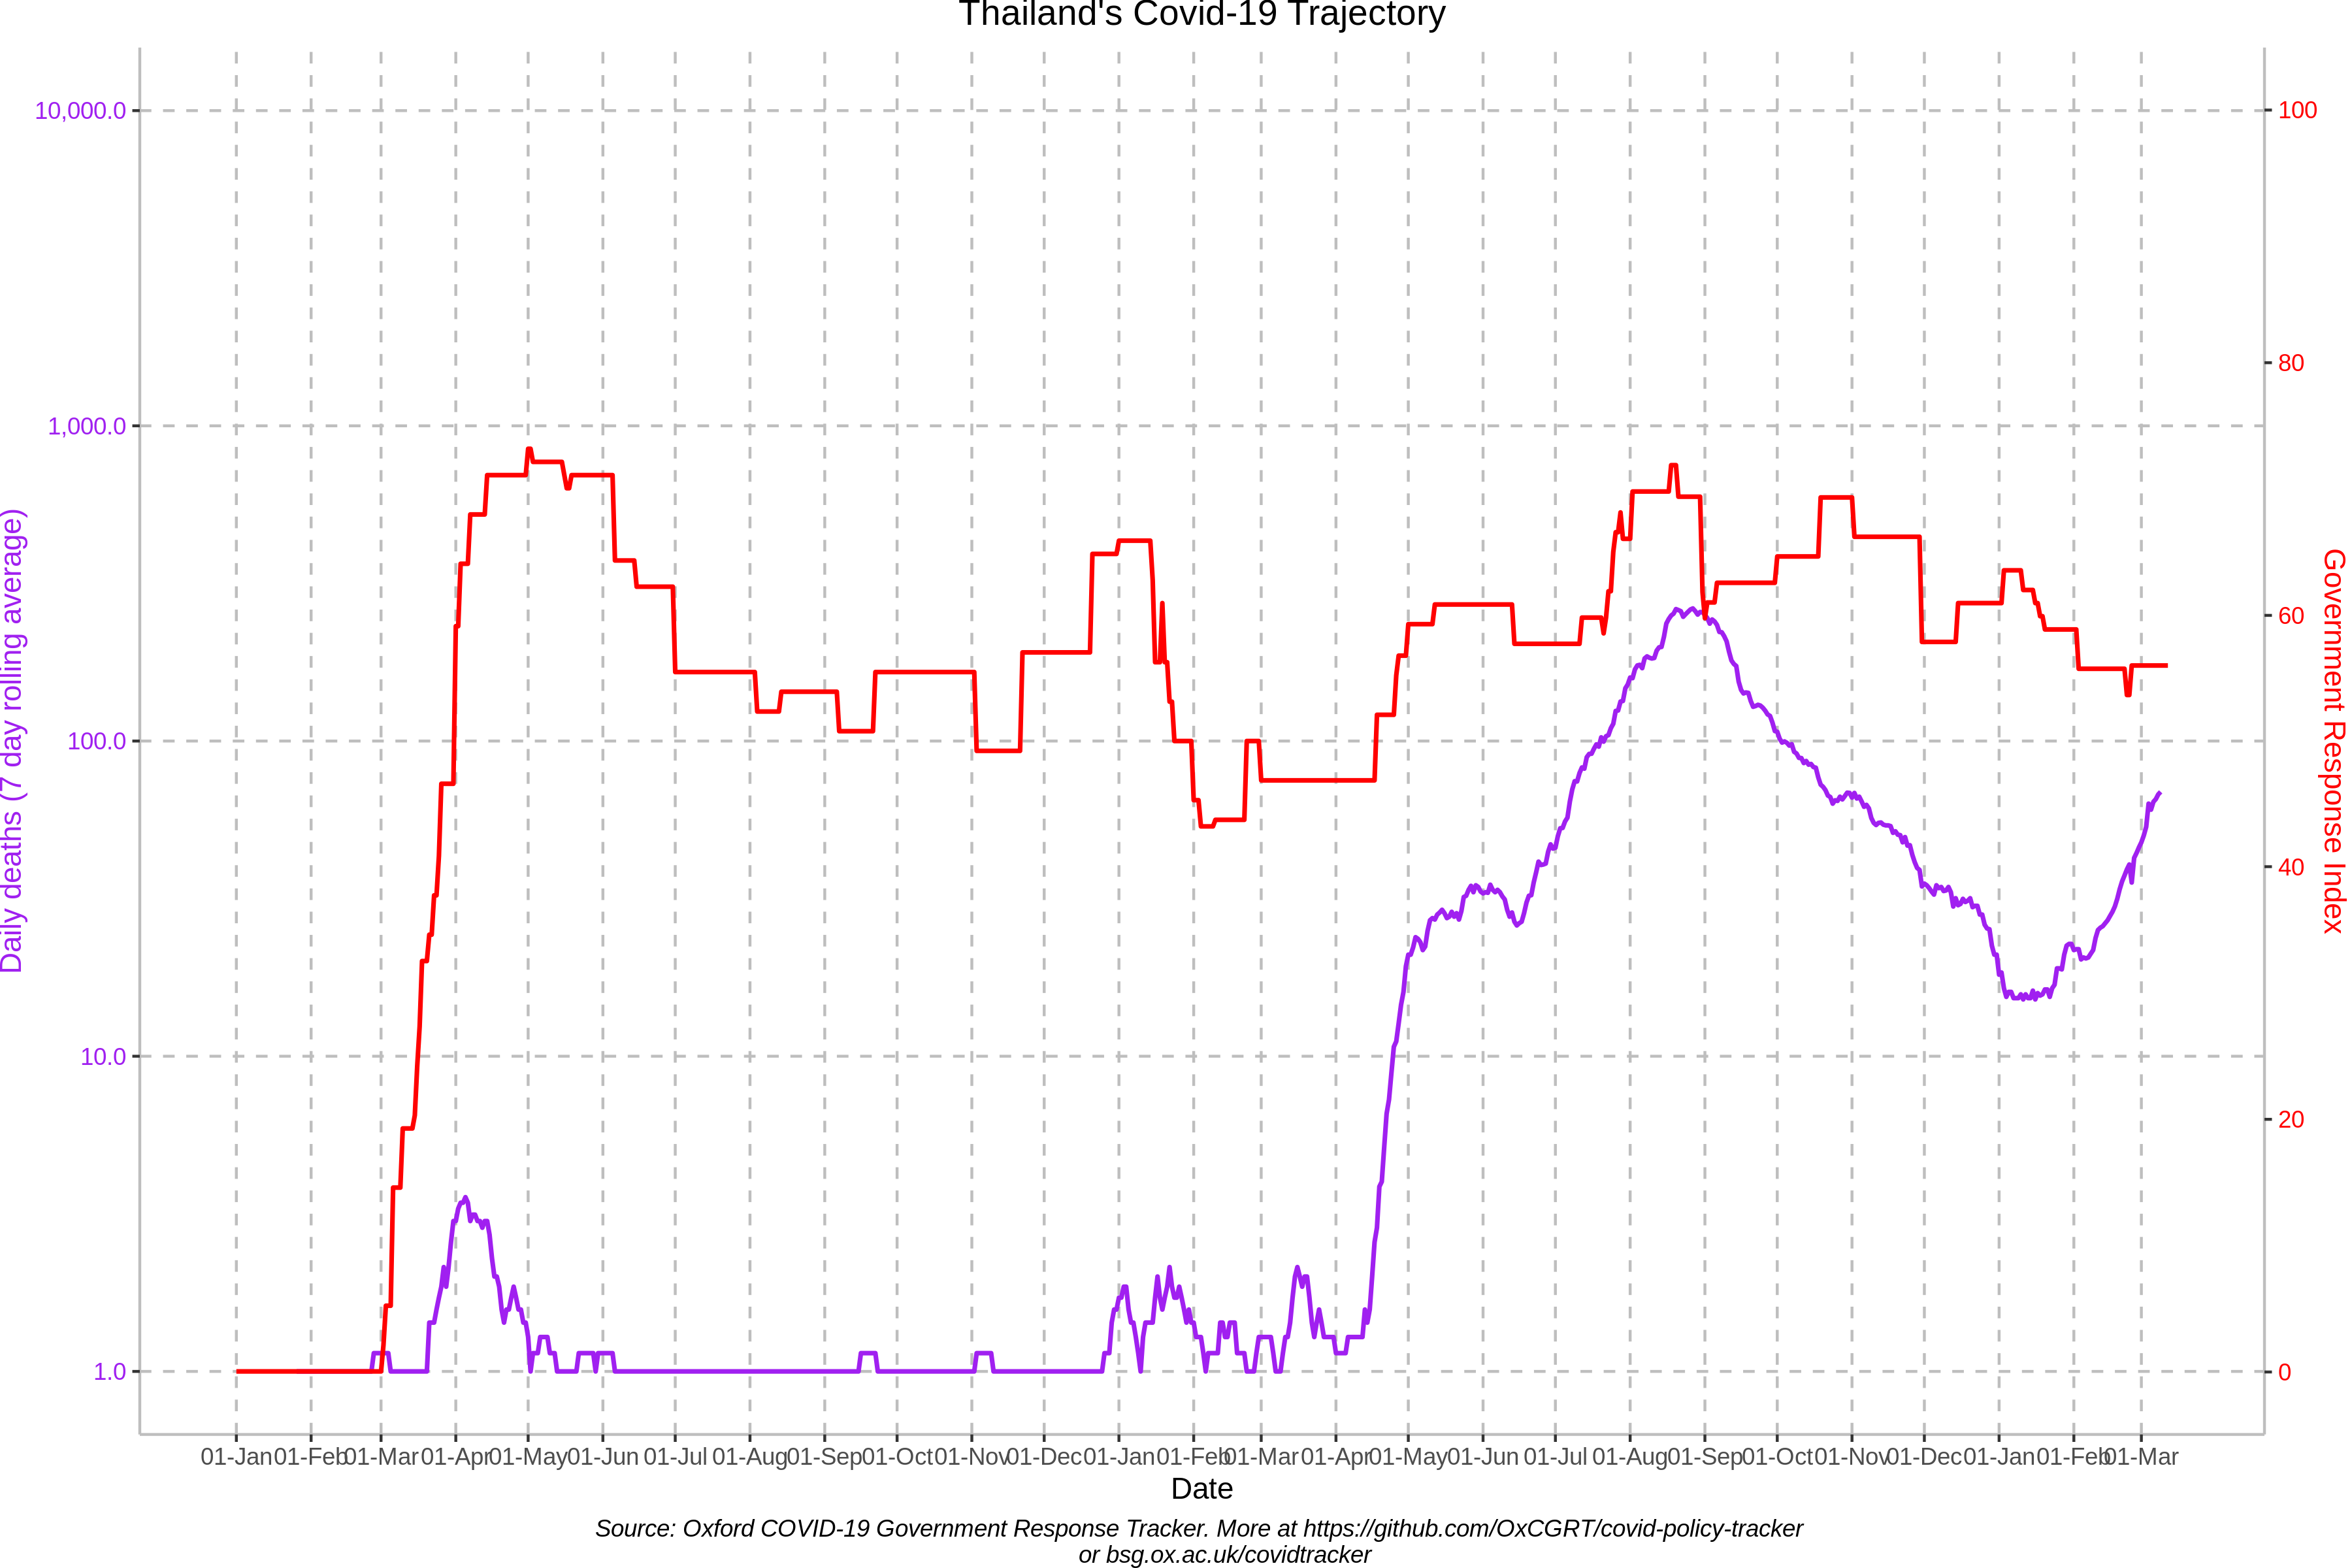 Thailand's Covid-19 Trajectory
10,000.0
1,000.0
100.0
10.0
1.0
Daily deaths (7 day rolling average)
100
80
60
40
20
0
Government Response Index
01-Jan 01-Feb 01-Mar 01-Apr 01-May 01-Jun 01-Jul 01-Aug 01-Sep 01-Oct 01-Nov 01-Dec 01-Jan 01-Feb 01-Mar 01-Apr 01-May 01-Jun 01-Jul 01-Aug 01-Sep 01-Oct 01-Nov 01-Dec 01-Jan 01-Feb 01-Mar
Date
Source: Oxford COVID-19 Government Response Tracker. More at https://github.com/OxCGRT/covid-policy-tracker
or bsg.ox.ac.uk/covidtracker